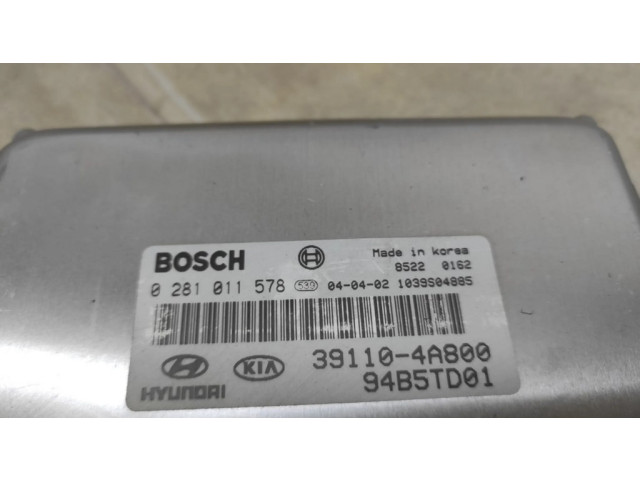 BOSCH
Made in korea
8522 0162
0 281 011 578 539 04-04-02 1039S04885
HYUNDAI KIA 39110-4A800
94B5TD01